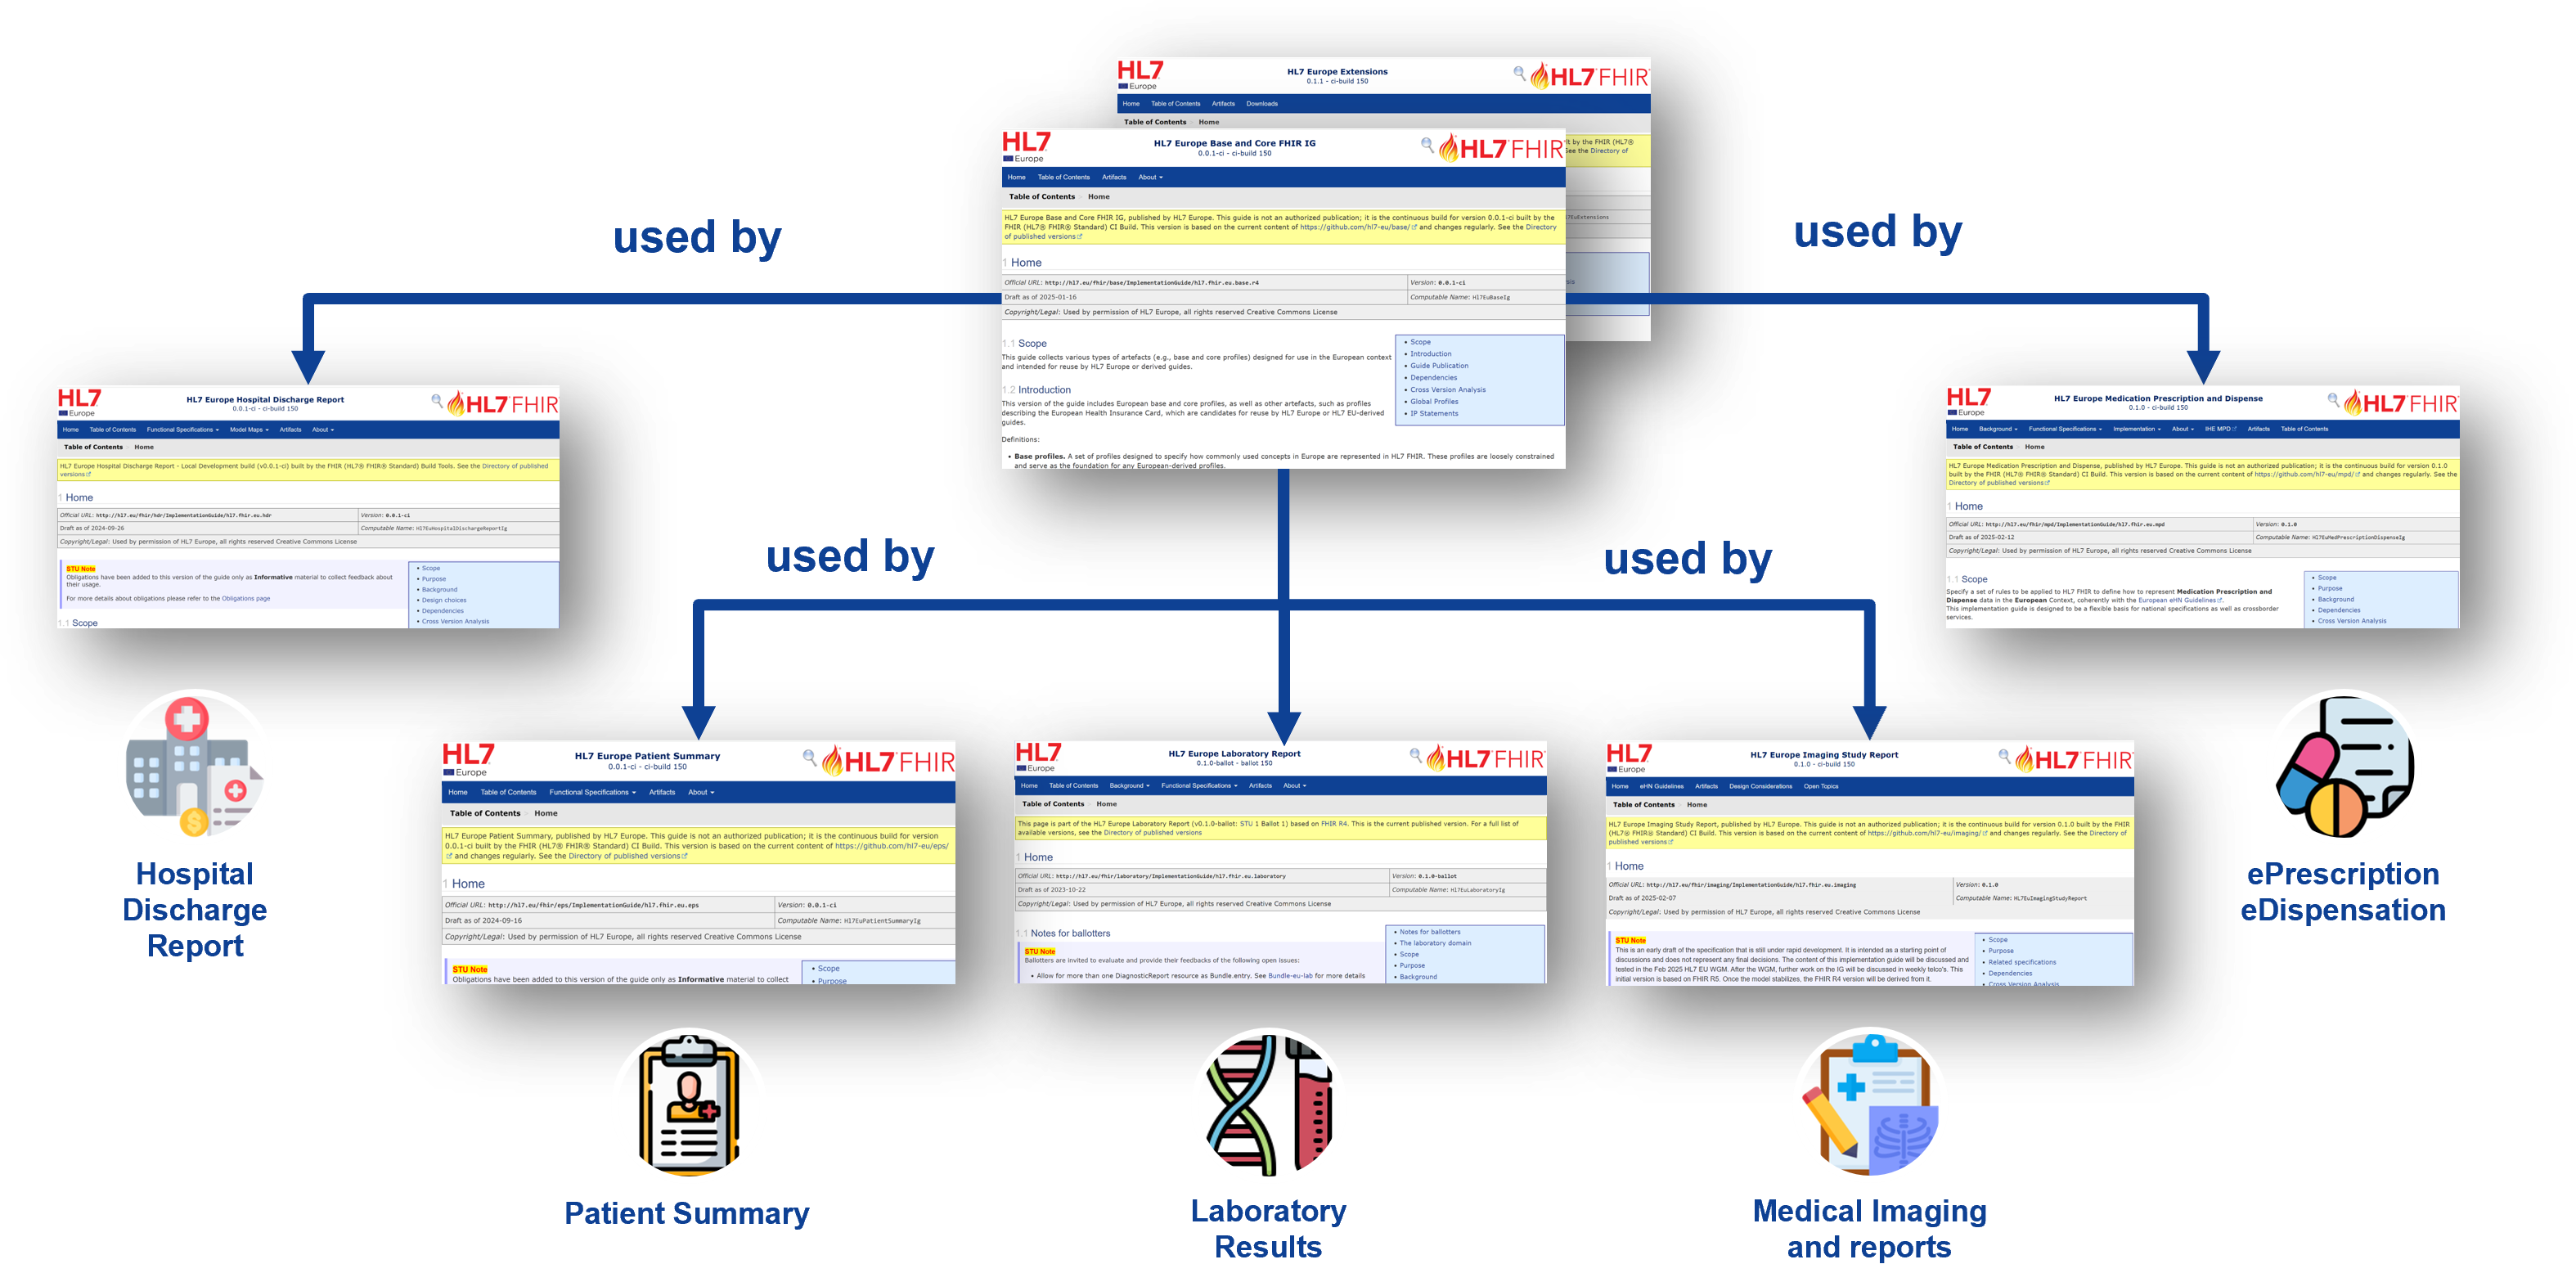 HL7
Europe
HL7 Europe Extensions
0.1.1 - ci-build 150
HL7 FHIR
Home Table of Contents Artifacts Downloads
Table of Contents Home
t by the FHIR (HL7®
See the Directory of
HL7
Europe
HL7 Europe Base and Core FHIR IG
0.0.1-ci - ci-build 150
HL7 FHIR
Home Table of Contents Artifacts About
Table of Contents Home
HL7 Europe Base and Core FHIR IG, published by HL7 Europe. This guide is not an authorized publication; it is the continuous build for version 0.0.1-ci built by the
FHIR (HL7® FHIR® Standard) CI Build. This version is based on the current content of https://github.com/hl7-eu/base/ and changes regularly. See the Directory
of published versions
1 Home
Official URL: http://hl7.eu/fhir/base/ImplementationGuide/hl7.fhir.eu.base.r4 Version: 0.0.1-ci
Draft as of 2025-01-16 Computable Name: Hl7EuBaseIg
Copyright/Legal: Used by permission of HL7 Europe, all rights reserved Creative Commons License
1.1 Scope
This guide collects various types of artefacts (e.g., base and core profiles) designed for use in the European context
and intended for reuse by HL7 Europe or derived guides.
1.2 Introduction
This version of the guide includes European base and core profiles, as well as other artefacts, such as profiles
describing the European Health Insurance Card, which are candidates for reuse by HL7 Europe or HL7 EU-derived
guides.
Definitions:
• Base profiles. A set of profiles designed to specify how commonly used concepts in Europe are represented in HL7 FHIR. These profiles are loosely constrained
and serve as the foundation for any European-derived profiles.
• Scope
• Introduction
• Guide Publication
• Dependencies
• Cross Version Analysis
• Global Profiles
• IP Statements
used by
used by
used by
used by
HL7
Europe
HL7 Europe Hospital Discharge Report
0.0.1-ci - ci-build 150
HL7 FHIR
Home Table of Contents Functional Specifications Model Maps Artifacts About
Table of Contents Home
HL7 Europe Hospital Discharge Report - Local Development build (v0.0.1-ci) built by the FHIR (HL7® FHIR® Standard) Build Tools. See the Directory of published
versions
1 Home
Official URL: http://hl7.eu/fhir/hdr/ImplementationGuide/hl7.fhir.eu.hdr Version: 0.0.1-ci
Draft as of 2024-09-26 Computable Name: Hl7EuHospitalDischargeReportIg
Copyright/Legal: Used by permission of HL7 Europe, all rights reserved Creative Commons License
STU Note
Obligations have been added to this version of the guide only as Informative material to collect feedback about
their usage.
For more details about obligations please refer to the Obligations page
• Scope
• Purpose
• Background
• Design choices
• Dependencies
• Cross Version Analysis
1.1 Scope
Hospital
Discharge
Report
HL7
Europe
HL7 Europe Medication Prescription and Dispense
0.1.0 - ci-build 150
HL7 FHIR
Home Background Functional Specifications Implementation About IHE MPD Artifacts Table of Contents
Table of Contents Home
HL7 Europe Medication Prescription and Dispense, published by HL7 Europe. This guide is not an authorized publication; it is the continuous build for version 0.1.0
built by the FHIR (HL7® FHIR® Standard) CI Build. This version is based on the current content of https://github.com/hl7-eu/mpd/ and changes regularly. See the
Directory of published versions
1 Home
Official URL: http://hl7.eu/fhir/mpd/ImplementationGuide/hl7.fhir.eu.mpd Version: 0.1.0
Draft as of 2025-02-12 Computable Name: Hl7EuMedPrescriptionDispenseIg
Copyright/Legal: Used by permission of HL7 Europe, all rights reserved Creative Commons License
1.1 Scope
Specify a set of rules to be applied to HL7 FHIR to define how to represent Medication Prescription and
Dispense data in the European Context, coherently with the European eHN Guidelines.
This implementation guide is designed to be a flexible basis for national specifications as well as crossborder
services.
• Scope
• Purpose
• Background
• Dependencies
• Cross Version Analysis
ePrescription
eDispensation
HL7
Europe
HL7 Europe Patient Summary
0.0.1-ci - ci-build 150
HL7 FHIR
Home Table of Contents Functional Specifications Artifacts About
Table of Contents Home
HL7 Europe Patient Summary, published by HL7 Europe. This guide is not an authorized publication; it is the continuous build for version
0.0.1-ci built by the FHIR (HL7® FHIR® Standard) CI Build. This version is based on the current content of https://github.com/hl7-eu/eps/
and changes regularly. See the Directory of published versions
1 Home
Official URL: http://hl7.eu/fhir/eps/ImplementationGuide/hl7.fhir.eu.eps Version: 0.0.1-ci
Draft as of 2024-09-16 Computable Name: Hl7EuPatientSummaryIg
Copyright/Legal: Used by permission of HL7 Europe, all rights reserved Creative Commons License
STU Note
Obligations have been added to this version of the guide only as Informative material to collect
• Scope
• Purpose
Patient Summary
HL7
Europe
HL7 Europe Laboratory Report
0.1.0-ballot - ballot 150
HL7 FHIR
Home Table of Contents Background Functional Specifications Artifacts About
Table of Contents Home
This page is part of the HL7 Europe Laboratory Report (v0.1.0-ballot: STU 1 Ballot 1) based on FHIR R4. This is the current published version. For a full list of
available versions, see the Directory of published versions
1 Home
Official URL: http://hl7.eu/fhir/laboratory/ImplementationGuide/hl7.fhir.eu.laboratory Version: 0.1.0-ballot
Draft as of 2023-10-22 Computable Name: Hl7EuLaboratoryIg
Copyright/Legal: Used by permission of HL7 Europe, all rights reserved Creative Commons License
1.1 Notes for ballotters
STU Note
Ballotters are invited to evaluate and provide their feedbacks of the following open issues:
• Allow for more than one DiagnosticReport resource as Bundle.entry. See Bundle-eu-lab for more details
• Notes for ballotters
• The laboratory domain
• Scope
• Purpose
• Background
Laboratory
Results
HL7
Europe
HL7 Europe Imaging Study Report
0.1.0 - ci-build 150
HL7 FHIR
Home eHN Guidelines Artifacts Design Considerations Open Topics
Table of Contents Home
HL7 Europe Imaging Study Report, published by HL7 Europe. This guide is not an authorized publication; it is the continuous build for version 0.1.0 built by the FHIR
(HL7® FHIR® Standard) CI Build. This version is based on the current content of https://github.com/hl7-eu/imaging/ and changes regularly. See the Directory of
published versions
1 Home
Official URL: http://hl7.eu/fhir/imaging/ImplementationGuide/hl7.fhir.eu.imaging Version: 0.1.0
Draft as of 2025-02-07 Computable Name: HL7EuImagingStudyReport
Copyright/Legal: Used by permission of HL7 Europe, all rights reserved Creative Commons License
STU Note
This is an early draft of the specification that is still under rapid development. It is intended as a starting point of
discussions and does not represent any final decisions. The content of this implementation guide will be discussed and
tested in the Feb 2025 HL7 EU WGM. After the WGM, further work on the IG will be discussed in weekly telco's. This
initial version is based on FHIR R5. Once the model stabilizes, the FHIR R4 version will be derived from it.
• Scope
• Purpose
• Related specifications
• Dependencies
• Cross Version Analysis
Medical Imaging
and reports